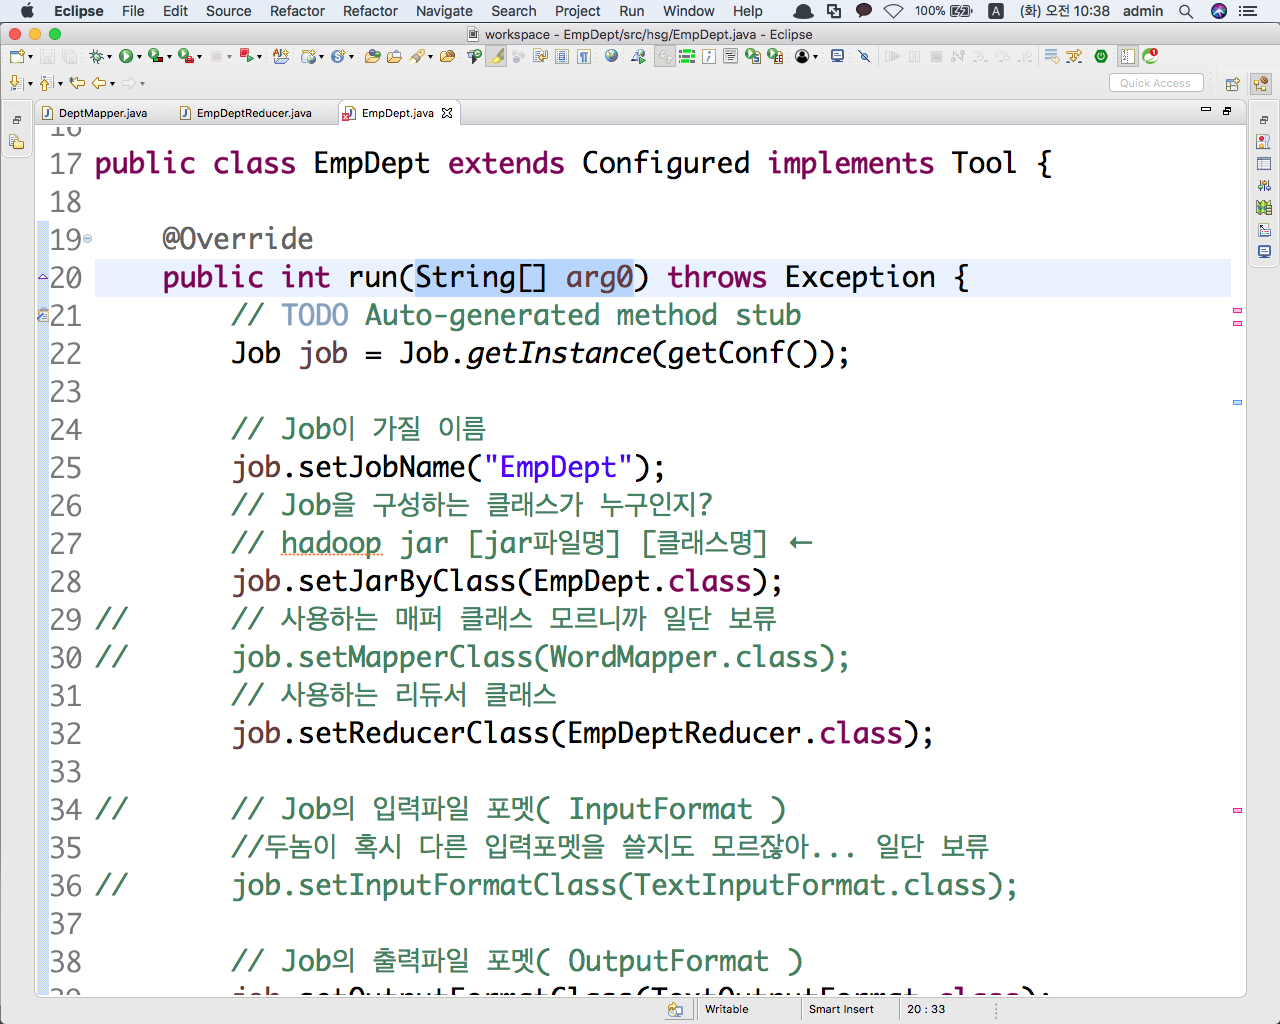 Eclipse File Edit Source Refactor Refactor Navigate Search Project Run Window Help 100% A (화) 오전 10:38 admin
workspace - EmpDept/src/hsg/EmpDept.java - Eclipse
Quick Access
DeptMapper.java EmpDeptReducer.java EmpDept.java
16
17 public class EmpDept extends Configured implements Tool {
18
19 @Override
20 public int run(String[] arg0) throws Exception {
21 // TODO Auto-generated method stub
22 Job job = Job.getInstance(getConf());
23
24 // Job이 가질 이름
25 job.setJobName("EmpDept");
26 // Job을 구성하는 클래스가 누구인지?
27 // hadoop jar [jar파일명] [클래스명] ←
28 job.setJarByClass(EmpDept.class);
29 // // 사용하는 매퍼 클래스 모르니까 일단 보류
30 // job.setMapperClass(WordMapper.class);
31 // 사용하는 리듀서 클래스
32 job.setReducerClass(EmpDeptReducer.class);
33
34 // // Job의 입력파일 포멧( InputFormat )
35 //두놈이 혹시 다른 입력포멧을 쓸지도 모르잖아... 일단 보류
36 // job.setInputFormatClass(TextInputFormat.class);
37
38 // Job의 출력파일 포멧( OutputFormat )
39 job.setOutputFormatClass(TextOutputFormat.class);
Writable Smart Insert 20 : 33